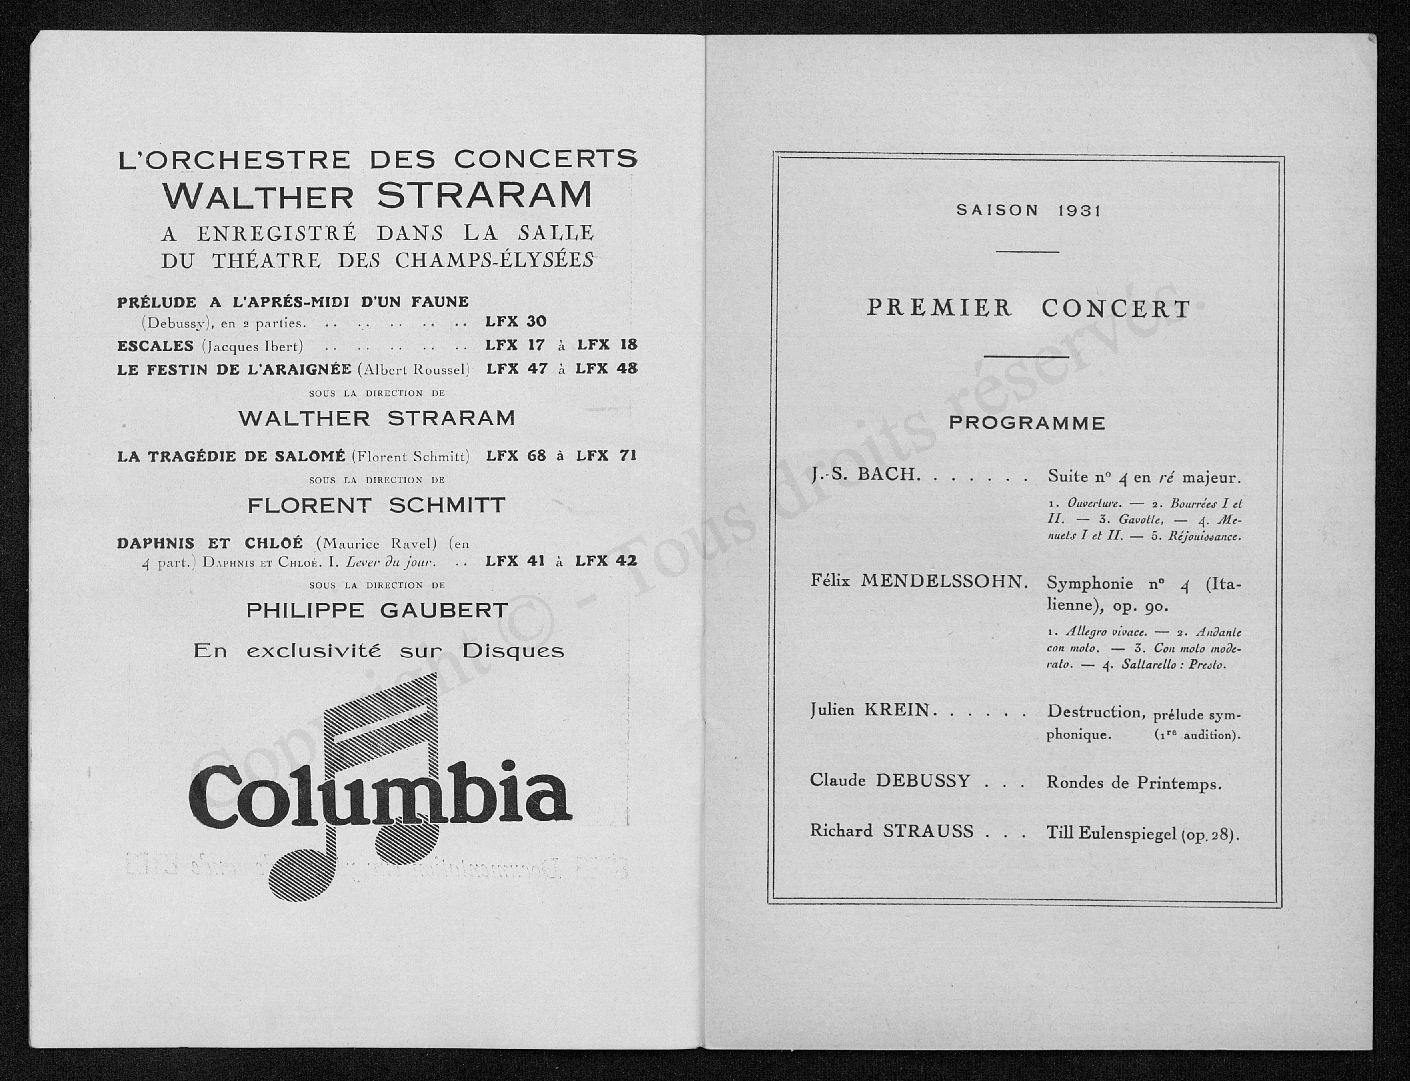 L'ORCHESTRE DES CONCERTS
WALTHER STRARAM
A ENREGISTRÉ DANS LA SALLE
DU THÉATRE DES CHAMPS-ÉLYSÉES
PRÉLUDE A L'APRÉS-MIDI D'UN FAUNE
(Debussy), en 2 parties. .. .. .. .. .. LFX 30
ESCALES (Jacques Ibert) .. .. .. .. .. LFX 17 à LFX 18
LE FESTIN DE L'ARAIGNÉE (Albert Roussel) LFX 47 à LFX 48
SOUS LA DIRECTION DE
WALTHER STRARAM
LA TRAGÉDIE DE SALOMÉ (Florent Schmitt) LFX 68 à LFX 71
SOUS LA DIRECTION DE
FLORENT SCHMITT
DAPHNIS ET CHLOÉ (Maurice Ravel) (en
4 part.) DAPHNIS ET CHLOÉ. I. Lever du jour. .. LFX 41 à LFX 42
SOUS LA DIRECTION DE
PHILIPPE GAUBERT
En exclusivité sur Disques
Columbia
SAISON 1931
PREMIER CONCERT
PROGRAMME
J.-S. BACH. . . . . . . Suite nº 4 en ré majeur.
1. Ouverture. — 2. Bourrées I et
II. — 3. Gavotte, — 4. Me-
nuets I et II. — 5. Réjouissance.
Félix MENDELSSOHN. Symphonie nº 4 (Ita-
lienne), op. 90.
1. Allegro vivace. — 2. Andante
con moto. — 3. Con moto mode-
rato. — 4. Saltarello : Presto.
Julien KREIN. . . . . . Destruction, prélude sym-
phonique. (1re audition).
Claude DEBUSSY . . . Rondes de Printemps.
Richard STRAUSS . . . Till Eulenspiegel (op. 28).
Copyright © - Tous droits réservés.